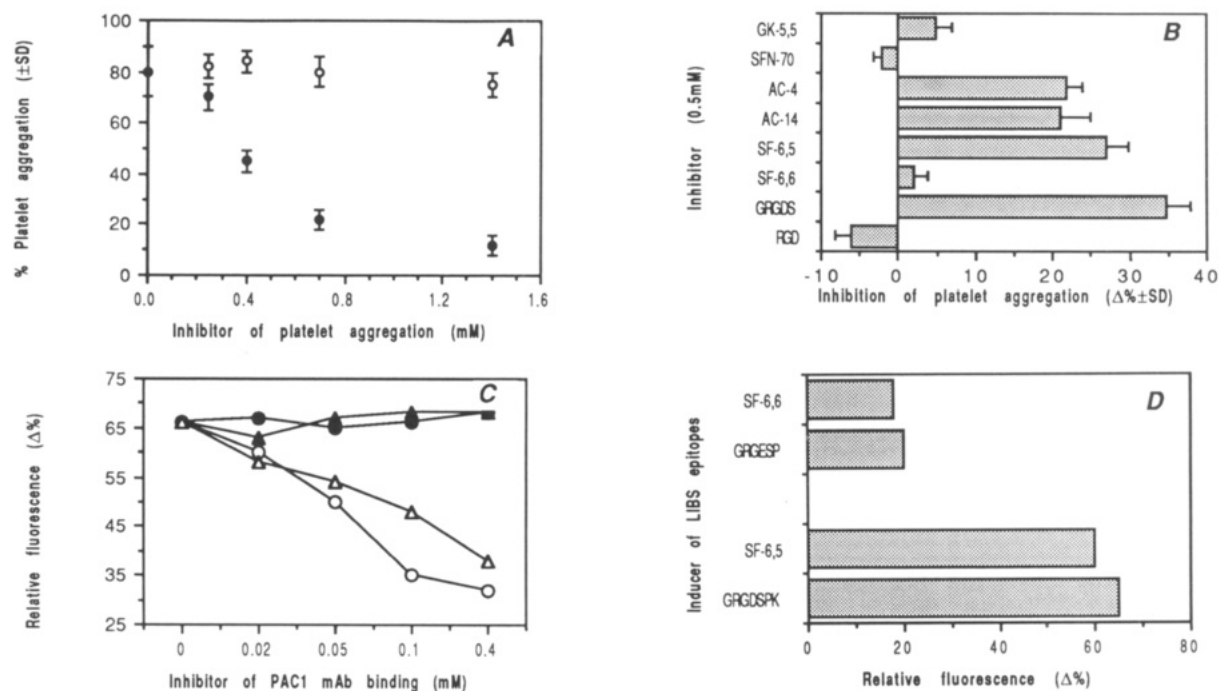 A
% Platelet aggregation (±SD)
100
80
60
40
20
0
0.0 0.4 0.8 1.2 1.6
Inhibitor of platelet aggregation (mM)
B
Inhibitor (0.5mM)
GK-5,5
SFN-70
AC-4
AC-14
SF-6,5
SF-6,6
GRGDS
RGD
-10 0 10 20 30 40
Inhibition of platelet aggregation (Δ%±SD)
C
Relative fluorescence (Δ%)
75
65
55
45
35
25
0 0.02 0.05 0.1 0.4
Inhibitor of PAC1 mAb binding (mM)
D
Inducer of LIBS epitopes
SF-6,6
GRGESP
SF-6,5
GRGDSPK
0 20 40 60 80
Relative fluorescence (Δ%)